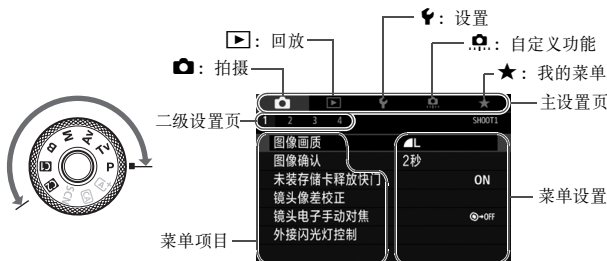 设置
回放
自定义功能
拍摄
我的菜单
主设置页
二级设置页
1 2 3 4 SHOOT1
图像画质 L
图像确认 2秒
未装存储卡释放快门 ON
镜头像差校正
镜头电子手动对焦 OFF
外接闪光灯控制
菜单设置
菜单项目
B M Av Tv P
SCN A+